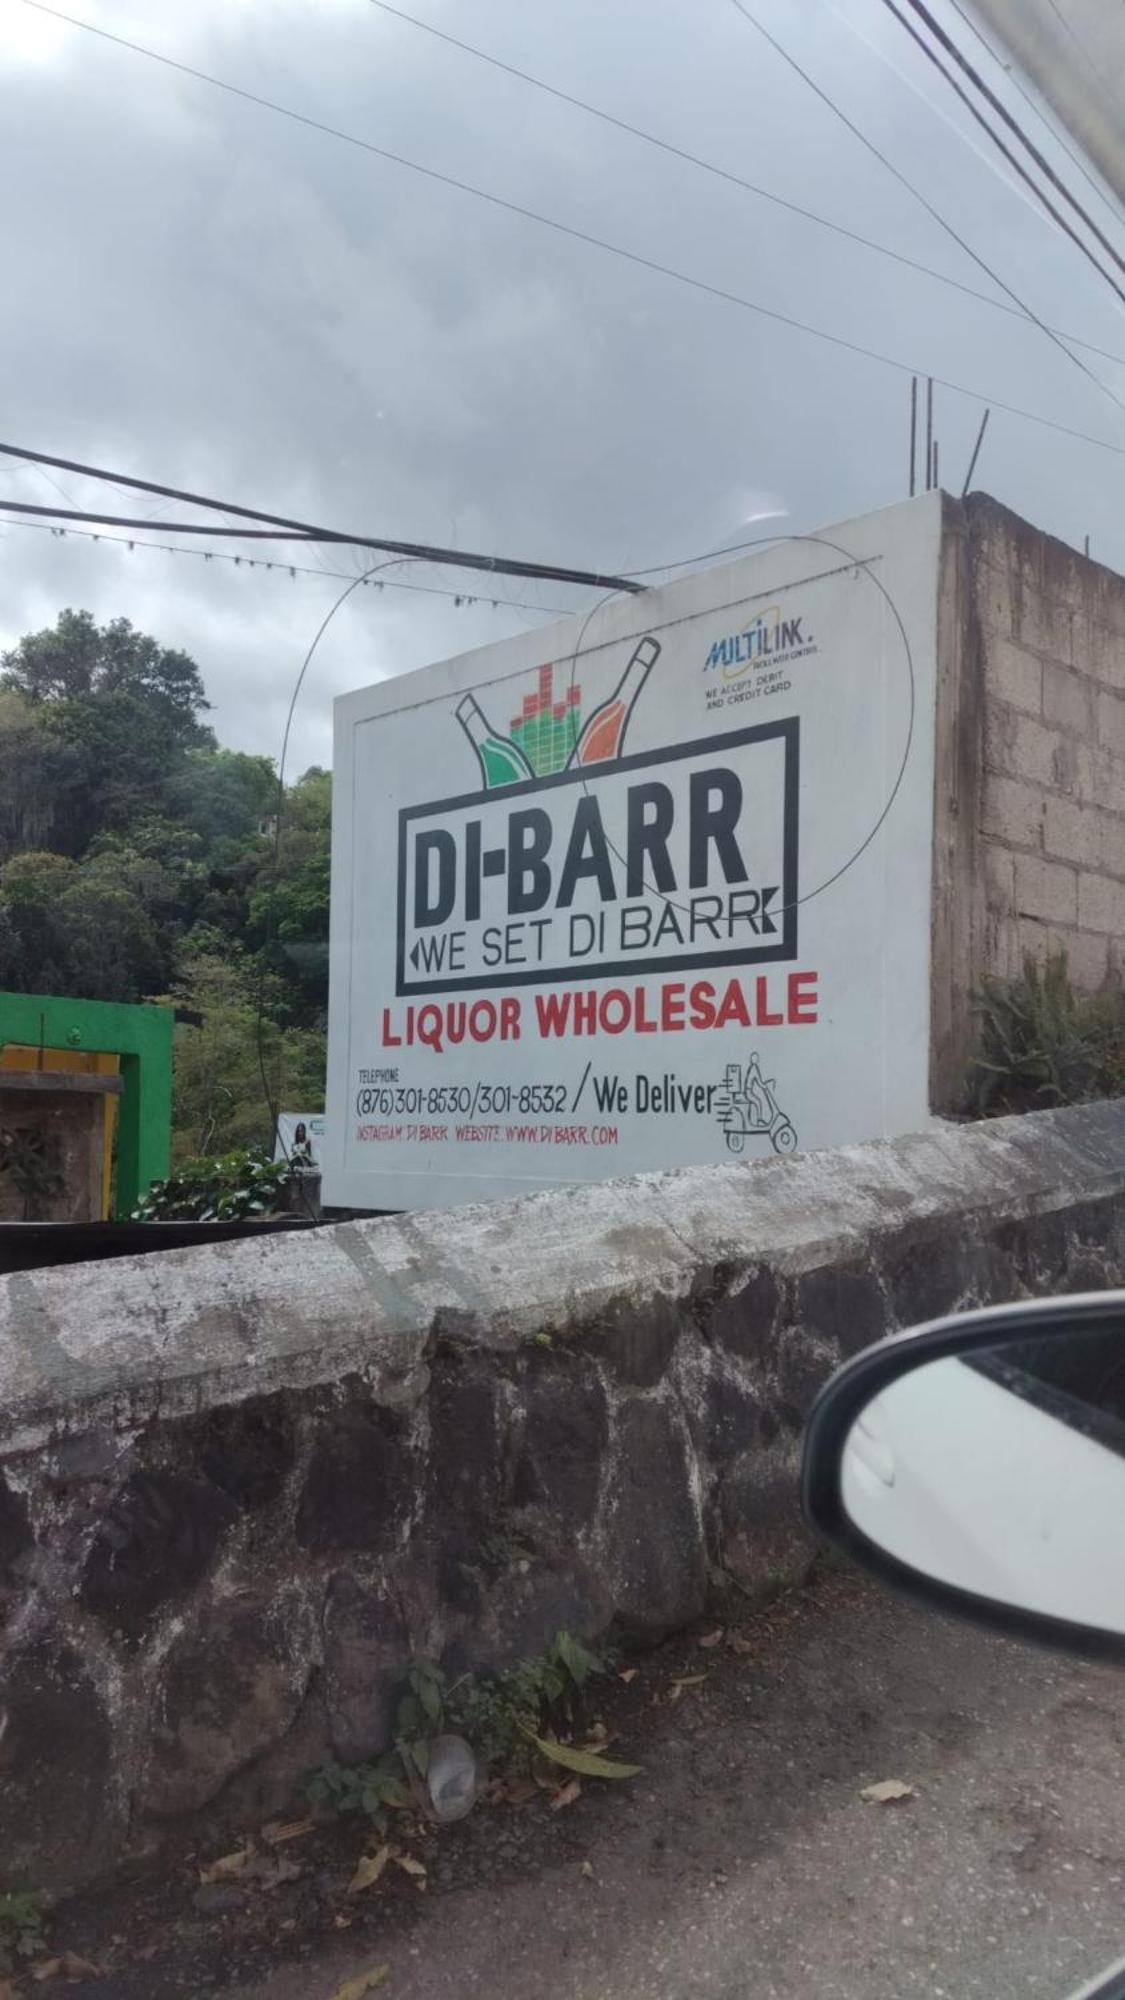 MULTiLINK.
WE ACCEPT DEBIT
AND CREDIT CARD
DI-BARR
WE SET DI BARR
LIQUOR WHOLESALE
TELEPHONE
(876)301-8530/301-8532 / We Deliver
INSTAGRAM: DI BARR WEBSITE: WWW.DIBARR.COM